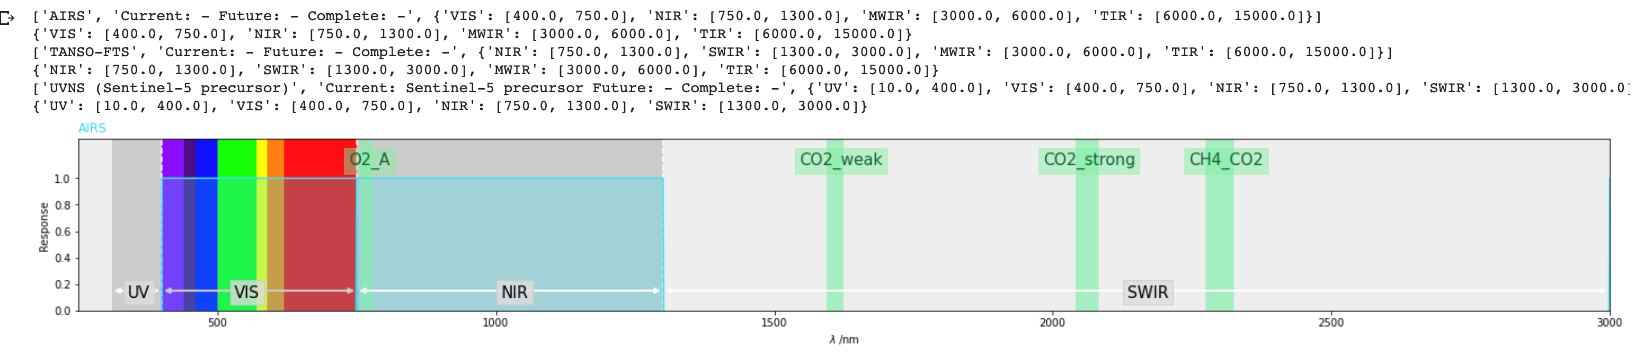 ['AIRS', 'Current: - Future: - Complete: -', {'VIS': [400.0, 750.0], 'NIR': [750.0, 1300.0], 'MWIR': [3000.0, 6000.0], 'TIR': [6000.0, 15000.0]}]
{'VIS': [400.0, 750.0], 'NIR': [750.0, 1300.0], 'MWIR': [3000.0, 6000.0], 'TIR': [6000.0, 15000.0]}
['TANSO-FTS', 'Current: - Future: - Complete: -', {'NIR': [750.0, 1300.0], 'SWIR': [1300.0, 3000.0], 'MWIR': [3000.0, 6000.0], 'TIR': [6000.0, 15000.0]}]
{'NIR': [750.0, 1300.0], 'SWIR': [1300.0, 3000.0], 'MWIR': [3000.0, 6000.0], 'TIR': [6000.0, 15000.0]}
['UVNS (Sentinel-5 precursor)', 'Current: Sentinel-5 precursor Future: - Complete: -', {'UV': [10.0, 400.0], 'VIS': [400.0, 750.0], 'NIR': [750.0, 1300.0], 'SWIR': [1300.0, 3000.0]
{'UV': [10.0, 400.0], 'VIS': [400.0, 750.0], 'NIR': [750.0, 1300.0], 'SWIR': [1300.0, 3000.0]}
AIRS
O2_A CO2_weak CO2_strong CH4_CO2
1.0
0.8
0.6
0.4
0.2
0.0
Response
UV VIS NIR SWIR
500 1000 1500 2000 2500 3000
λ /nm